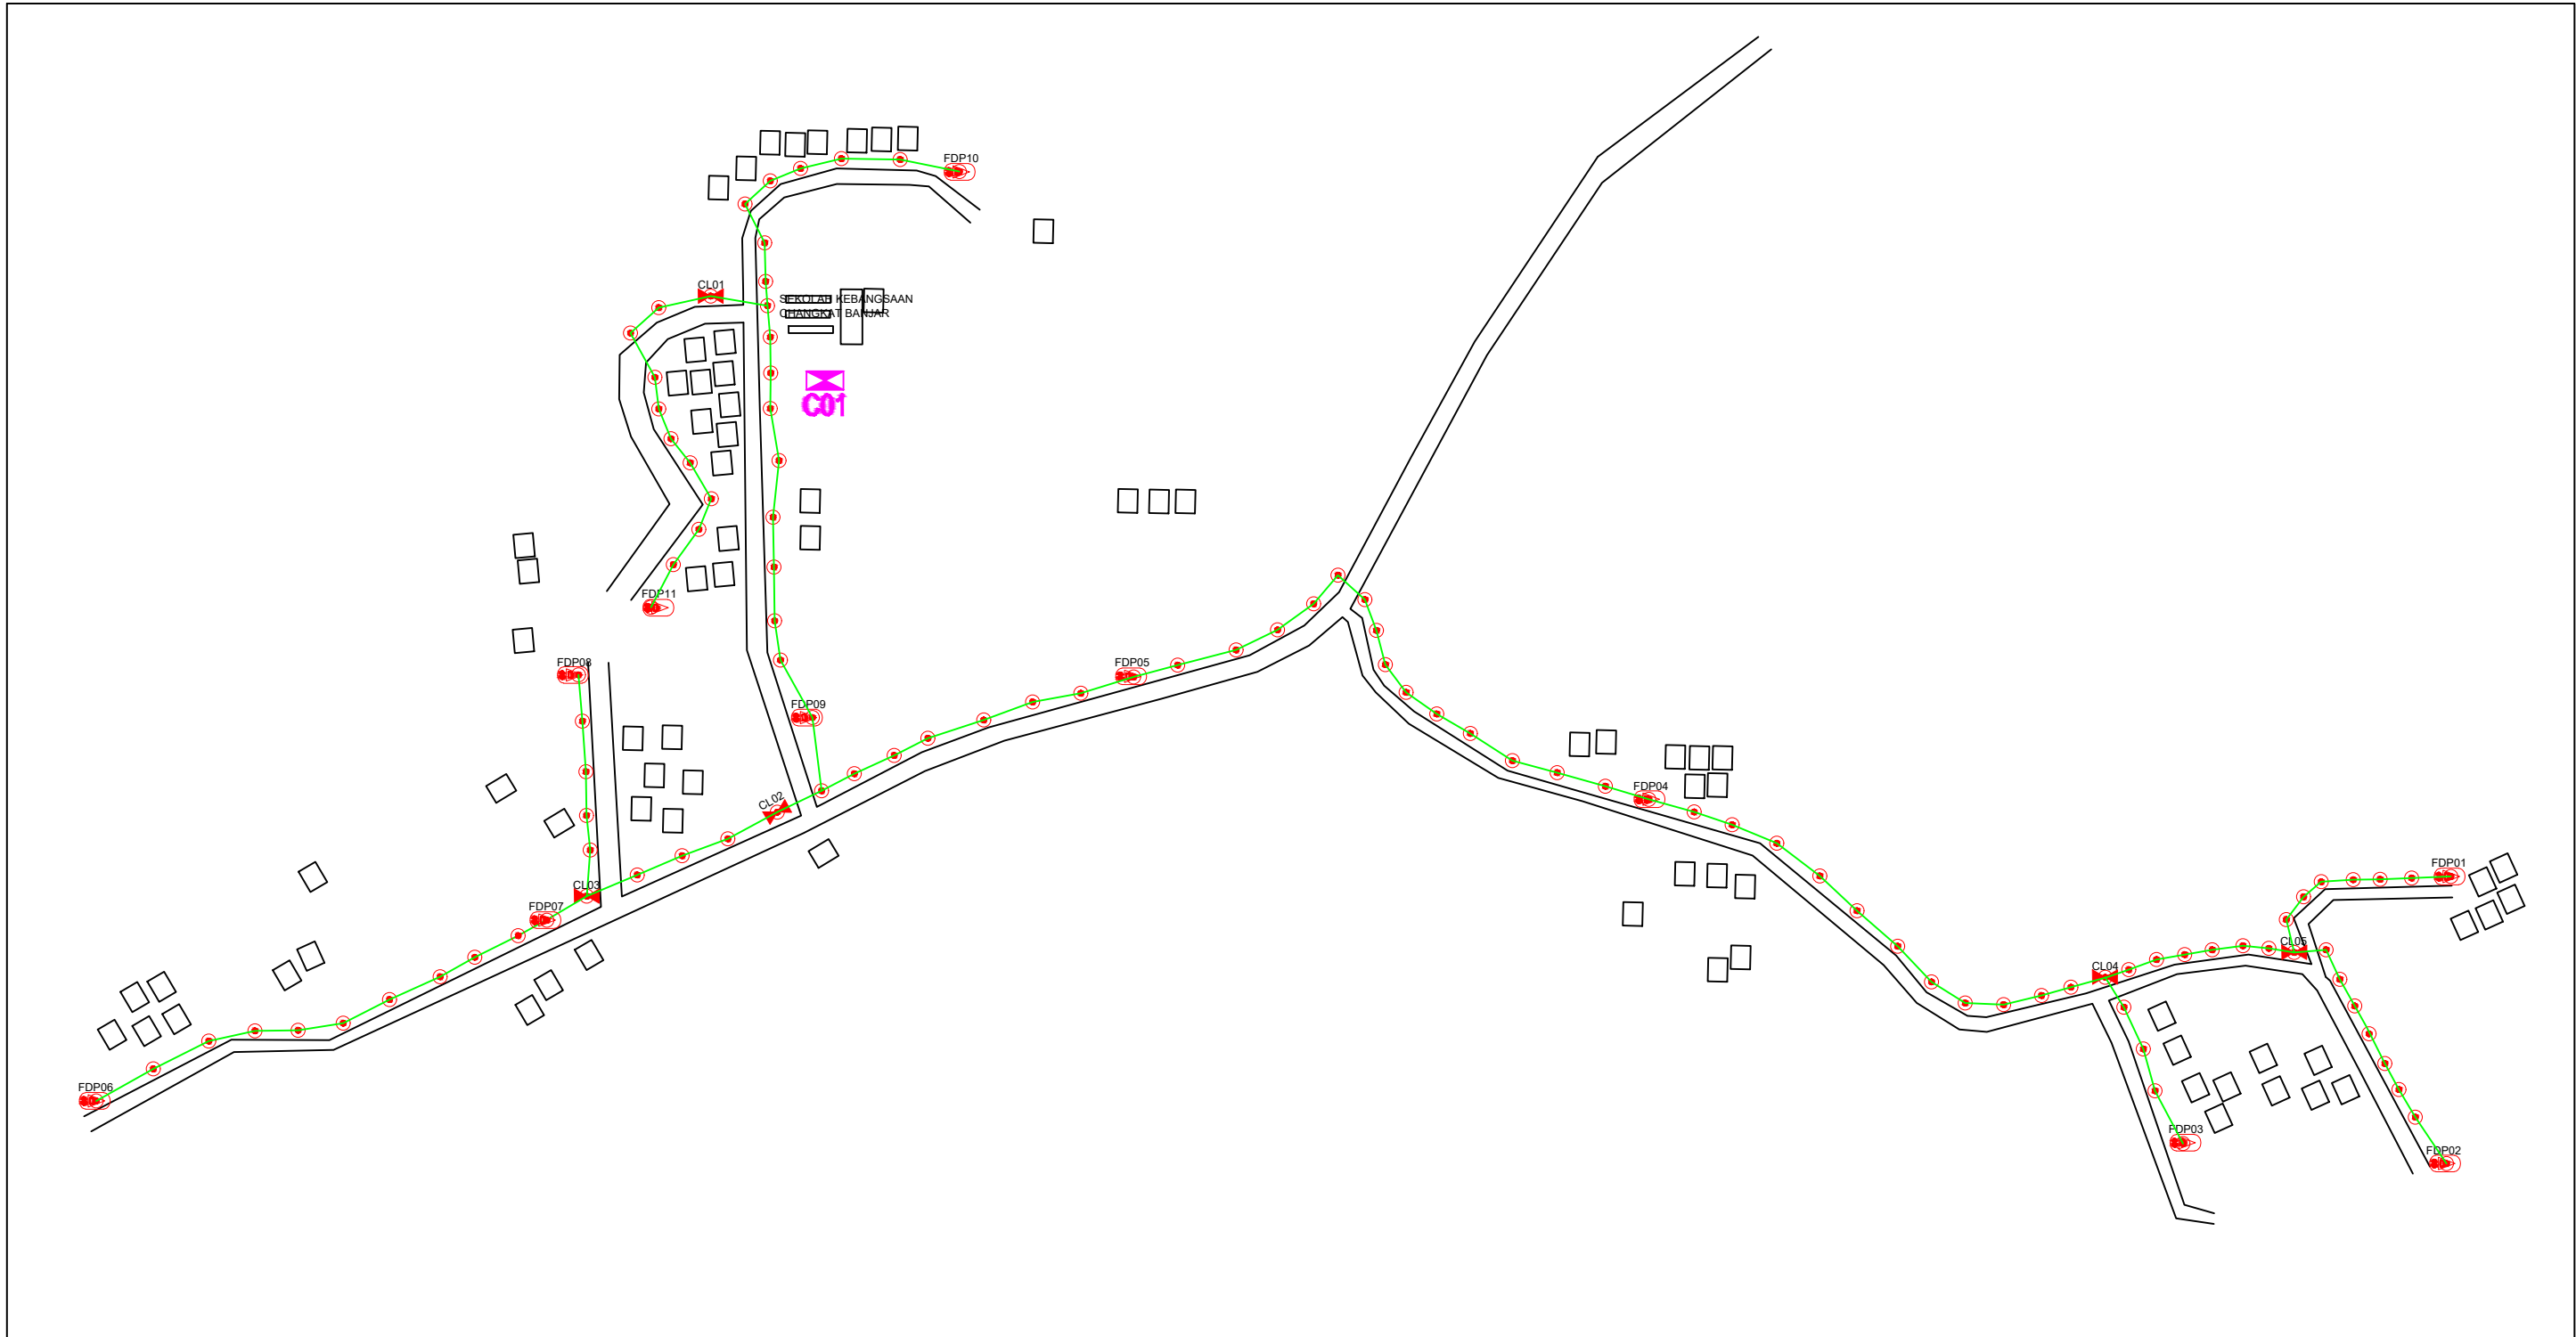 FDP10
CL01
SEKOLAH KEBANGSAAN
CHANGKAT BANJAR
C01
FDP11
FDP08
FDP05
FDP09
CL02
FDP04
FDP01
CL03
FDP07
CL05
CL04
FDP06
FDP03
FDP02